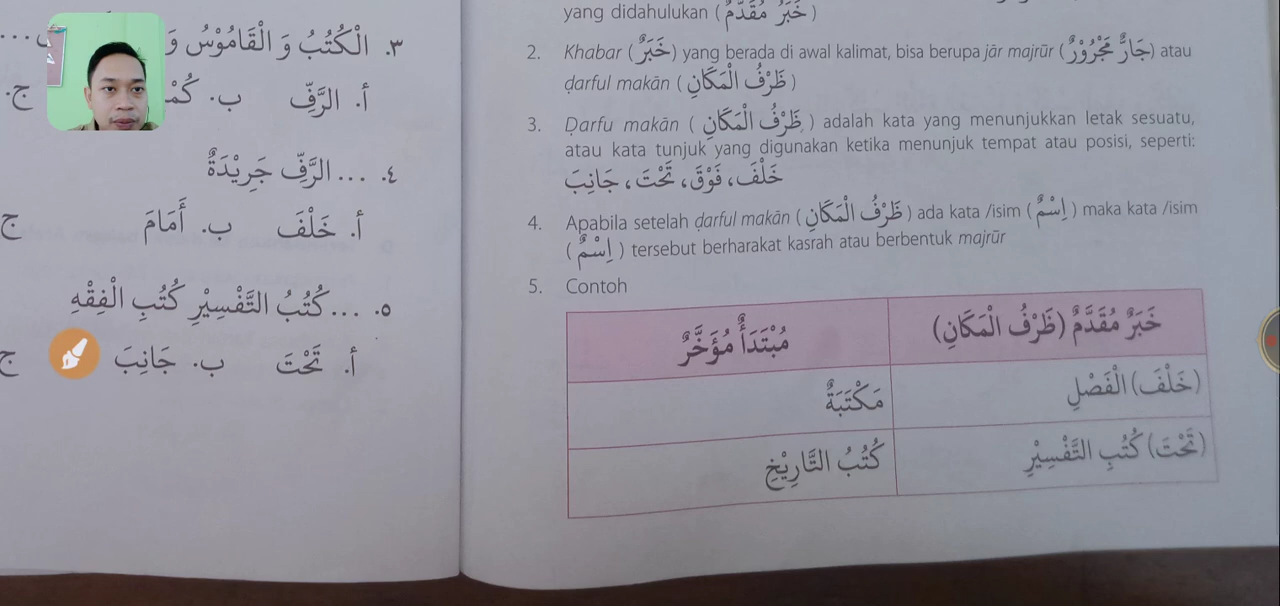 ٣. الْكُتُبُ وَ الْقَامُوْسُ وَ
أ. الرَّفِّ ب. ج.
٤. ... الرَّفِّ جَرِيْدَةٌ
أ. خَلْفَ ب. أَمَامَ ج
٥. ... كُتُبُ التَّفْسِيْرِ كُتُبِ الْفِقْهِ
أ. تَحْتَ ب. جَانِبَ ج
yang didahulukan ( خَبَرٌ مُقَدَّمٌ )
2. Khabar (خَبَرٌ) yang berada di awal kalimat, bisa berupa jār majrūr (جَارٌّ مَجْرُوْرٌ) atau
ḍarful makān ( ظَرْفُ الْمَكَانِ )
3. Ḍarfu makān ( ظَرْفُ الْمَكَانِ ) adalah kata yang menunjukkan letak sesuatu,
atau kata tunjuk yang digunakan ketika menunjuk tempat atau posisi, seperti:
خَلْفَ، فَوْقَ، تَحْتَ، جَانِبَ
4. Apabila setelah ḍarful makān ( ظَرْفُ الْمَكَانِ ) ada kata /isim ( اِسْمٌ ) maka kata /isim
( اِسْمٌ ) tersebut berharakat kasrah atau berbentuk majrūr
5. Contoh
خَبَرٌ مُقَدَّمٌ (ظَرْفُ الْمَكَانِ) مُبْتَدَأٌ مُؤَخَّرٌ
(خَلْفَ) الْفَصْلِ مَكْتَبَةٌ
(تَحْتَ) كُتُبِ التَّفْسِيْرِ كُتُبُ التَّارِيْخِ